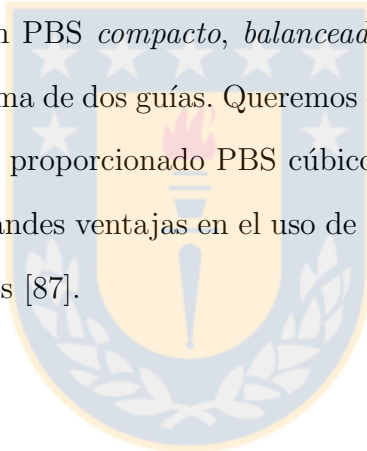 n PBS compacto, balancead
ma de dos guías. Queremos
proporcionado PBS cúbico
andes ventajas en el uso de
s [87].